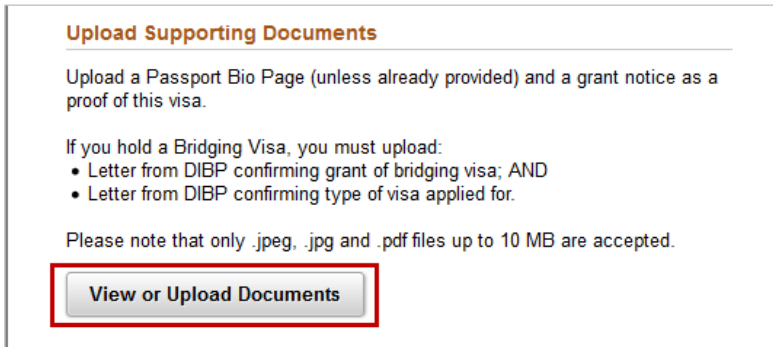 Upload Supporting Documents
Upload a Passport Bio Page (unless already provided) and a grant notice as a
proof of this visa.
If you hold a Bridging Visa, you must upload:
• Letter from DIBP confirming grant of bridging visa; AND
• Letter from DIBP confirming type of visa applied for.
Please note that only .jpeg, .jpg and .pdf files up to 10 MB are accepted.
View or Upload Documents